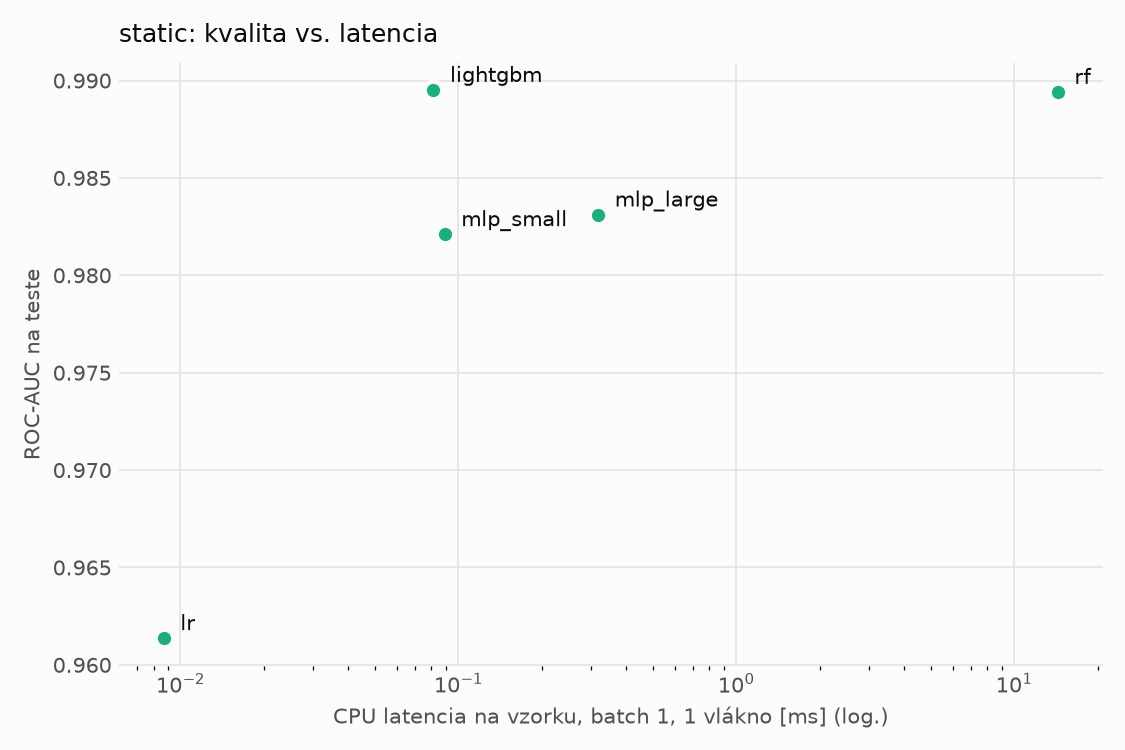 static: kvalita vs. latencia
0.990
0.985
0.980
0.975
0.970
0.965
0.960
ROC-AUC na teste
lightgbm
rf
mlp_large
mlp_small
lr
10⁻²
10⁻¹
10⁰
10¹
CPU latencia na vzorku, batch 1, 1 vlákno [ms] (log.)